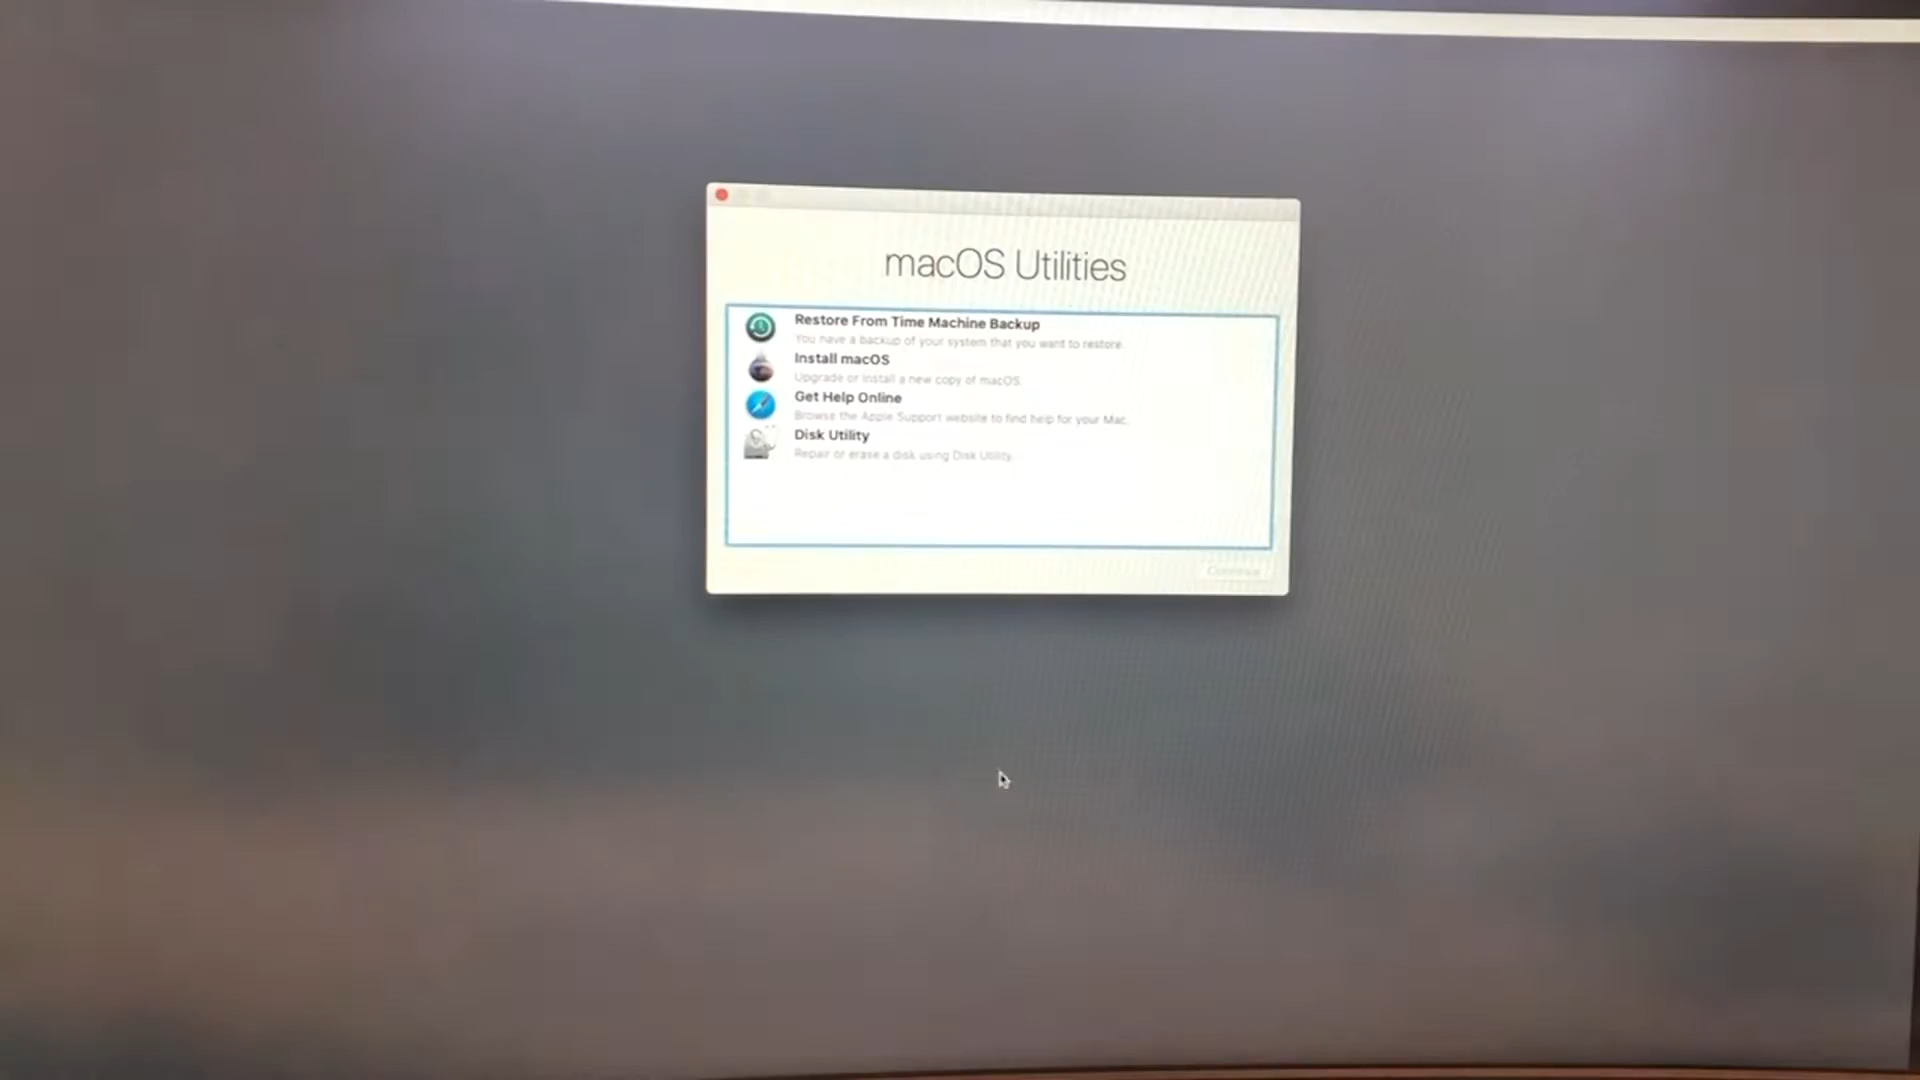 macOS Utilities
Restore From Time Machine Backup
You have a backup of your system that you want to restore.
Install macOS
Upgrade or install a new copy of macOS.
Get Help Online
Browse the Apple Support website to find help for your Mac.
Disk Utility
Repair or erase a disk using Disk Utility.
Continue